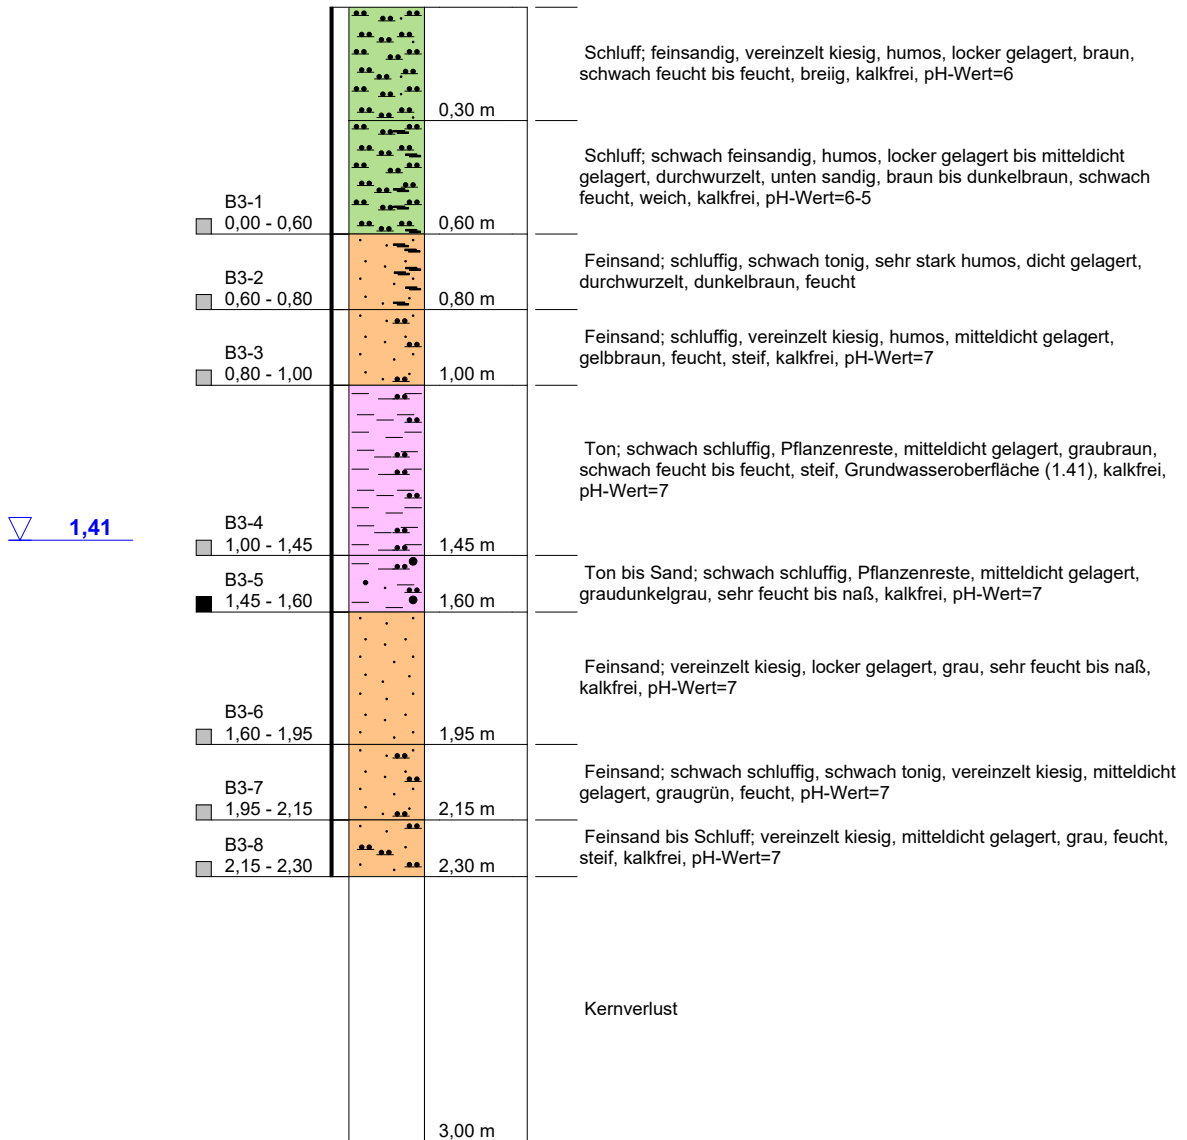 Schluff; feinsandig, vereinzelt kiesig, humos, locker gelagert, braun,
schwach feucht bis feucht, breiig, kalkfrei, pH-Wert=6
0,30 m
Schluff; schwach feinsandig, humos, locker gelagert bis mitteldicht
gelagert, durchwurzelt, unten sandig, braun bis dunkelbraun, schwach
feucht, weich, kalkfrei, pH-Wert=6-5
B3-1
0,00 - 0,60
0,60 m
Feinsand; schluffig, schwach tonig, sehr stark humos, dicht gelagert,
durchwurzelt, dunkelbraun, feucht
B3-2
0,60 - 0,80
0,80 m
Feinsand; schluffig, vereinzelt kiesig, humos, mitteldicht gelagert,
gelbbraun, feucht, steif, kalkfrei, pH-Wert=7
B3-3
0,80 - 1,00
1,00 m
Ton; schwach schluffig, Pflanzenreste, mitteldicht gelagert, graubraun,
schwach feucht bis feucht, steif, Grundwasseroberfläche (1.41), kalkfrei,
pH-Wert=7
1,41
B3-4
1,00 - 1,45
1,45 m
Ton bis Sand; schwach schluffig, Pflanzenreste, mitteldicht gelagert,
graudunkelgrau, sehr feucht bis naß, kalkfrei, pH-Wert=7
B3-5
1,45 - 1,60
1,60 m
Feinsand; vereinzelt kiesig, locker gelagert, grau, sehr feucht bis naß,
kalkfrei, pH-Wert=7
B3-6
1,60 - 1,95
1,95 m
Feinsand; schwach schluffig, schwach tonig, vereinzelt kiesig, mitteldicht
gelagert, graugrün, feucht, pH-Wert=7
B3-7
1,95 - 2,15
2,15 m
Feinsand bis Schluff; vereinzelt kiesig, mitteldicht gelagert, grau, feucht,
steif, kalkfrei, pH-Wert=7
B3-8
2,15 - 2,30
2,30 m
Kernverlust
3,00 m